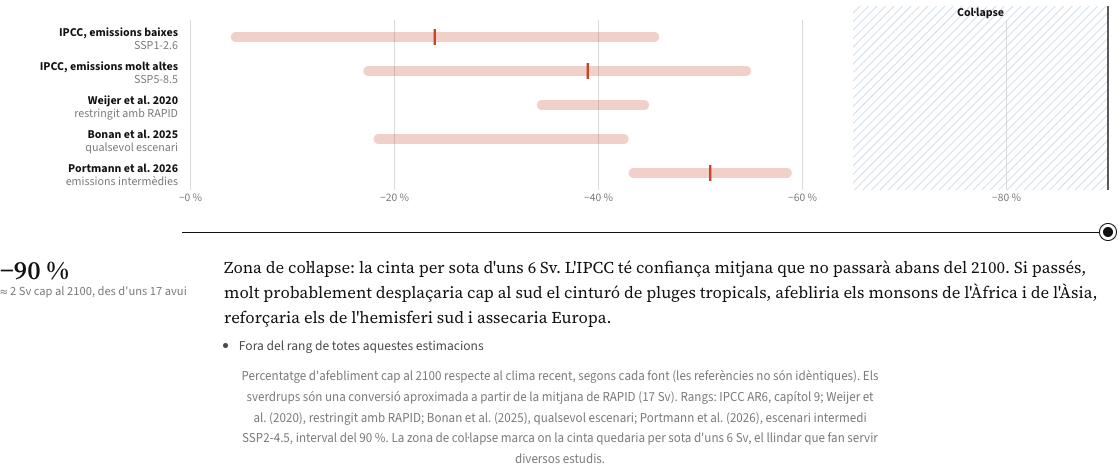 Col·lapse
IPCC, emissions baixes
SSP1-2.6
IPCC, emissions molt altes
SSP5-8.5
Weijer et al. 2020
restringit amb RAPID
Bonan et al. 2025
qualsevol escenari
Portmann et al. 2026
emissions intermèdies
−0 %
−20 %
−40 %
−60 %
−80 %
−90 %
≈ 2 Sv cap al 2100, des d'uns 17 avui
Zona de col·lapse: la cinta per sota d'uns 6 Sv. L'IPCC té confiança mitjana que no passarà abans del 2100. Si passés,
molt probablement desplaçaria cap al sud el cinturó de pluges tropicals, afebliria els monsons de l'Àfrica i de l'Àsia,
reforçaria els de l'hemisferi sud i assecaria Europa.
• Fora del rang de totes aquestes estimacions
Percentatge d'afebliment cap al 2100 respecte al clima recent, segons cada font (les referències no són idèntiques). Els
sverdrups són una conversió aproximada a partir de la mitjana de RAPID (17 Sv). Rangs: IPCC AR6, capítol 9; Weijer et
al. (2020), restringit amb RAPID; Bonan et al. (2025), qualsevol escenari; Portmann et al. (2026), escenari intermedi
SSP2-4.5, interval del 90 %. La zona de col·lapse marca on la cinta quedaria per sota d'uns 6 Sv, el llindar que fan servir
diversos estudis.